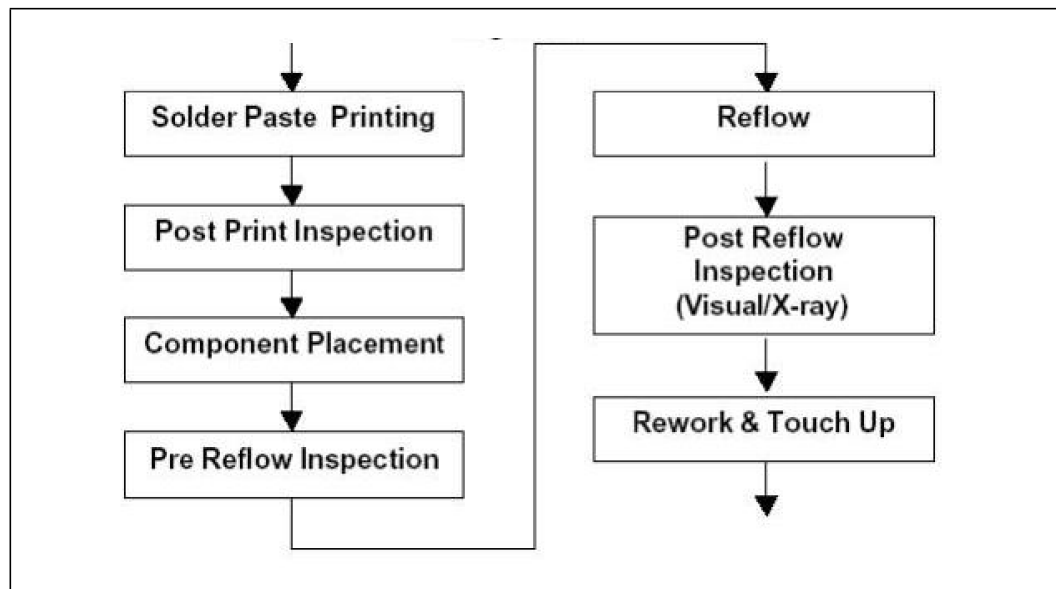 Solder Paste Printing
Post Print Inspection
Component Placement
Pre Reflow Inspection
Reflow
Post Reflow
Inspection
(Visual/X-ray)
Rework & Touch Up